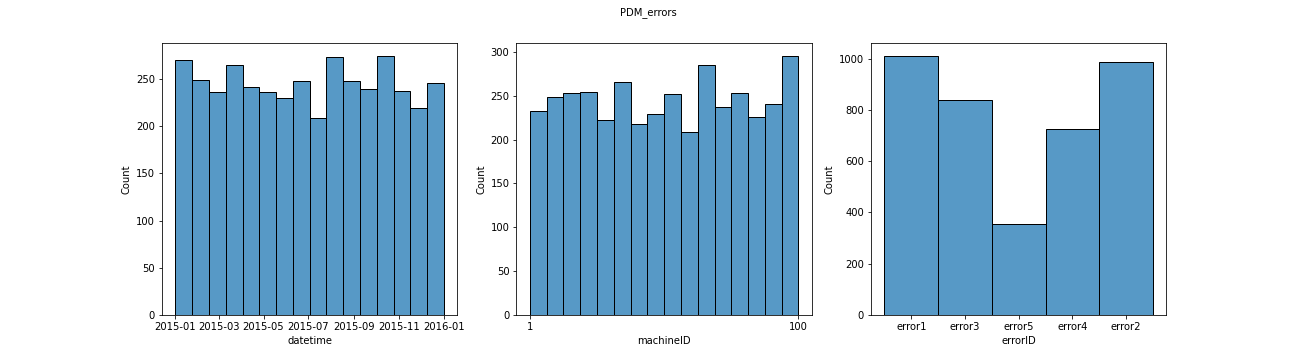 PDM_errors
250
200
150
100
50
0
Count
2015-01 2015-03 2015-05 2015-07 2015-09 2015-11 2016-01
datetime
300
250
200
150
100
50
0
Count
1 100
machineID
1000
800
600
400
200
0
Count
error1 error3 error5 error4 error2
errorID